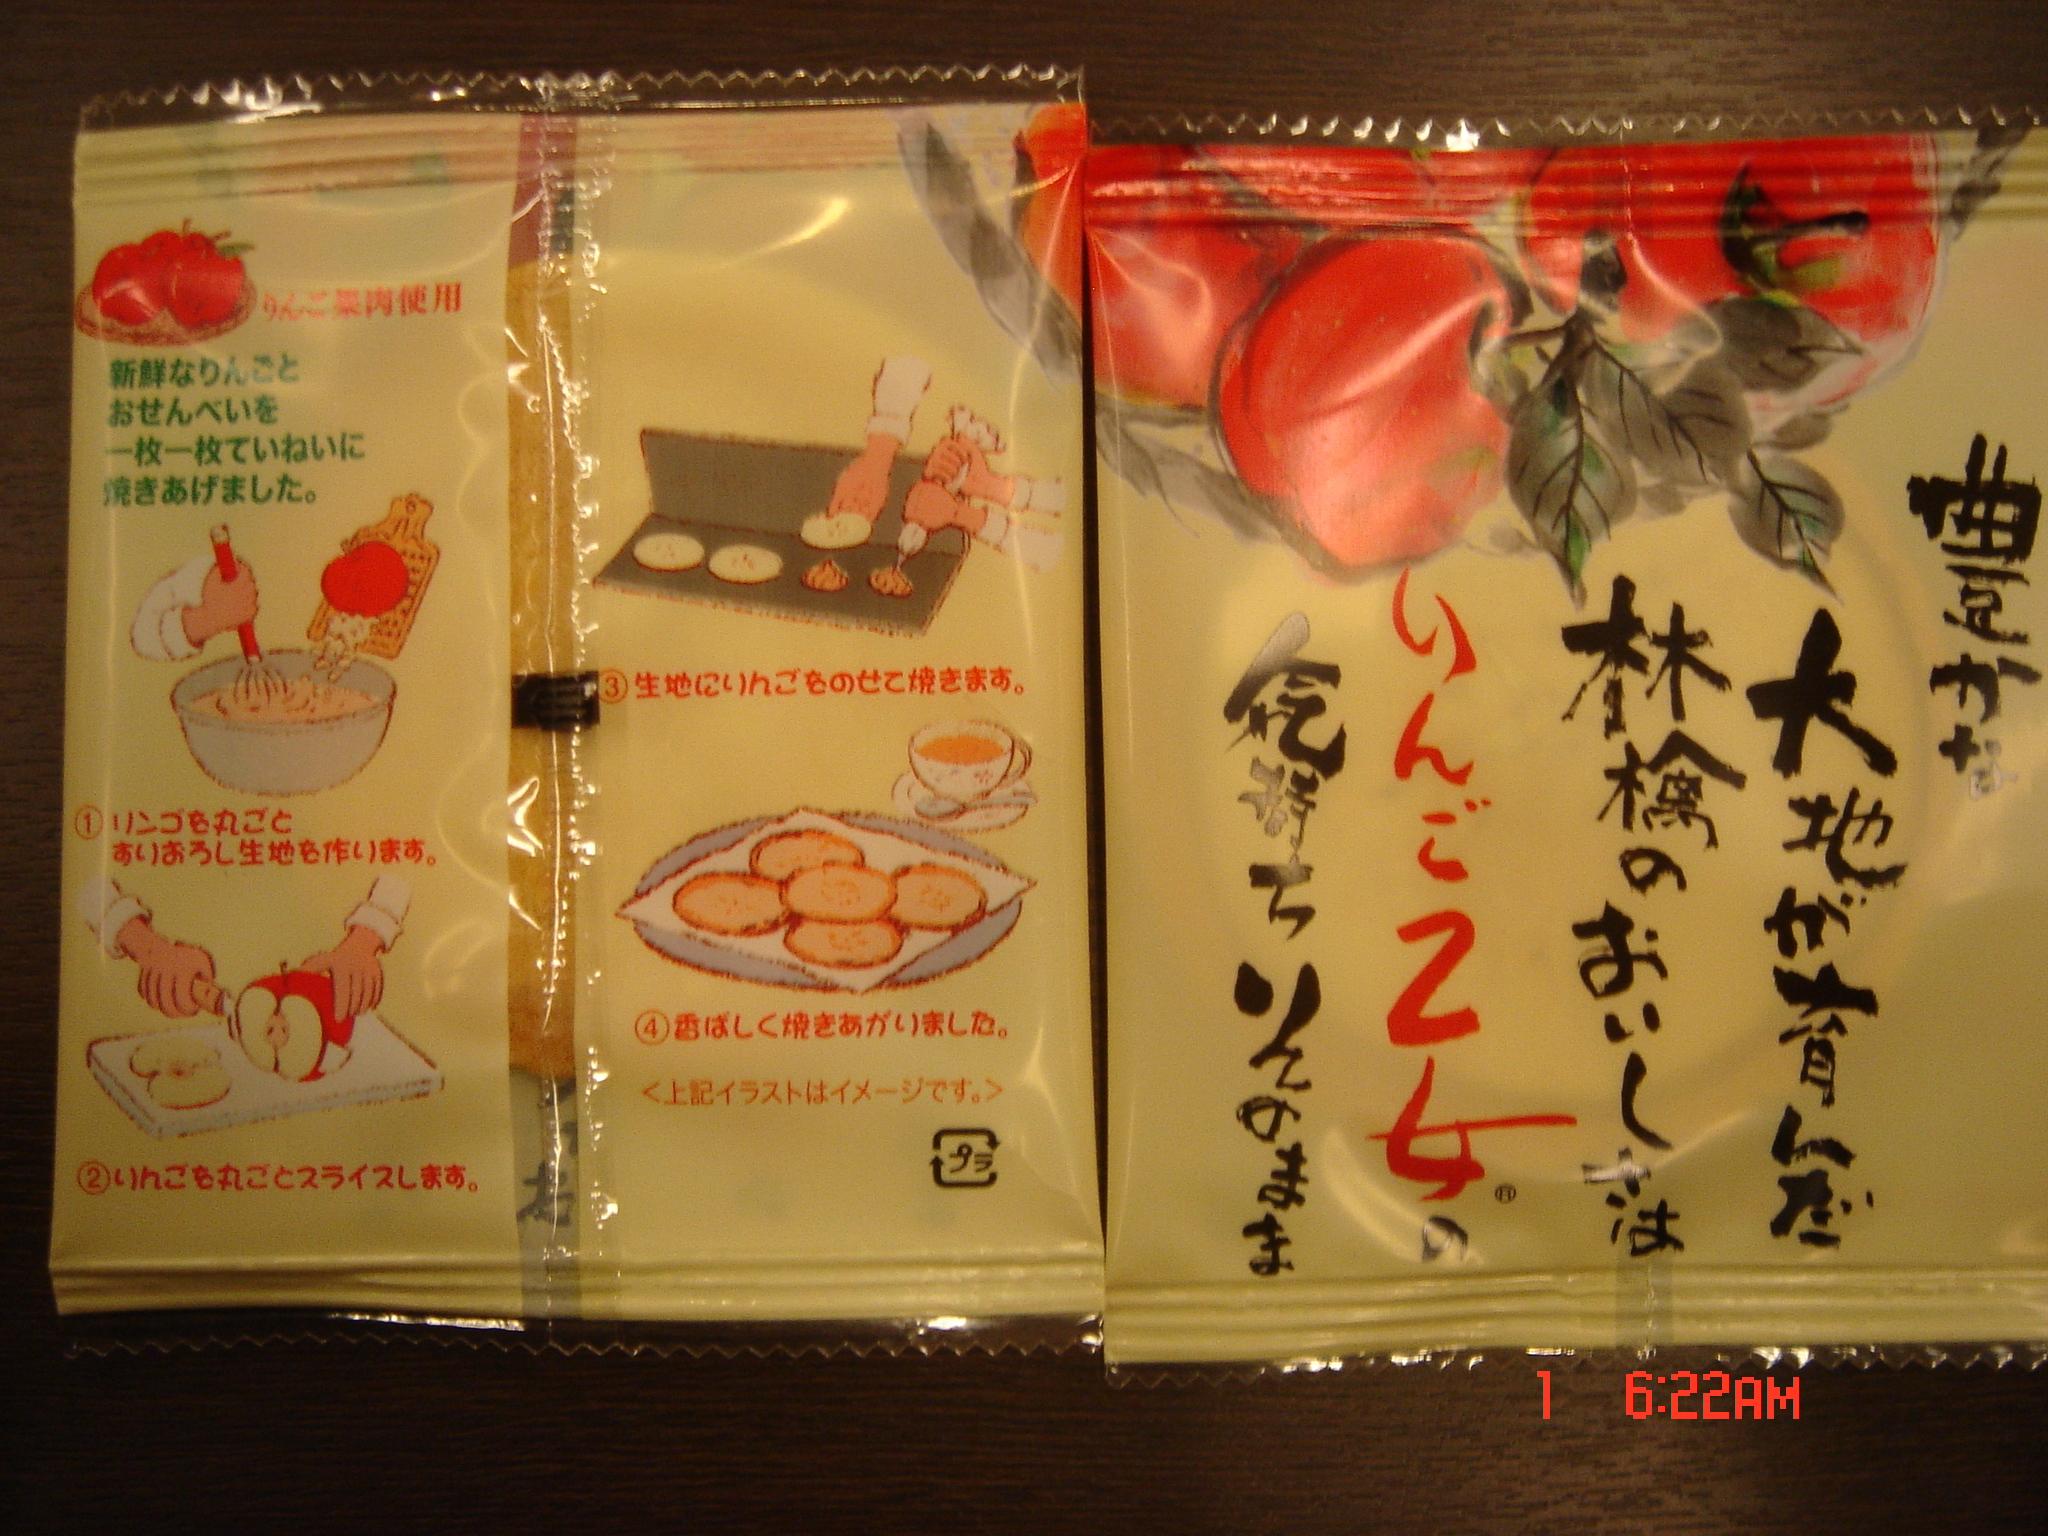 りんご果肉使用
新鮮なりんごと
おせんべいを
一枚一枚ていねいに
焼きあげました。
①リンゴを丸ごと
すりおろし生地を作ります。
②りんごを丸ごとスライスします。
③生地にりんごをのせて焼きます。
④香ばしく焼きあがりました。
<上記イラストはイメージです。>
プラ
豊かな
大地が育んだ
林檎のおいしさは
りんご乙女®の
気持ちそのまま
1 6:22AM